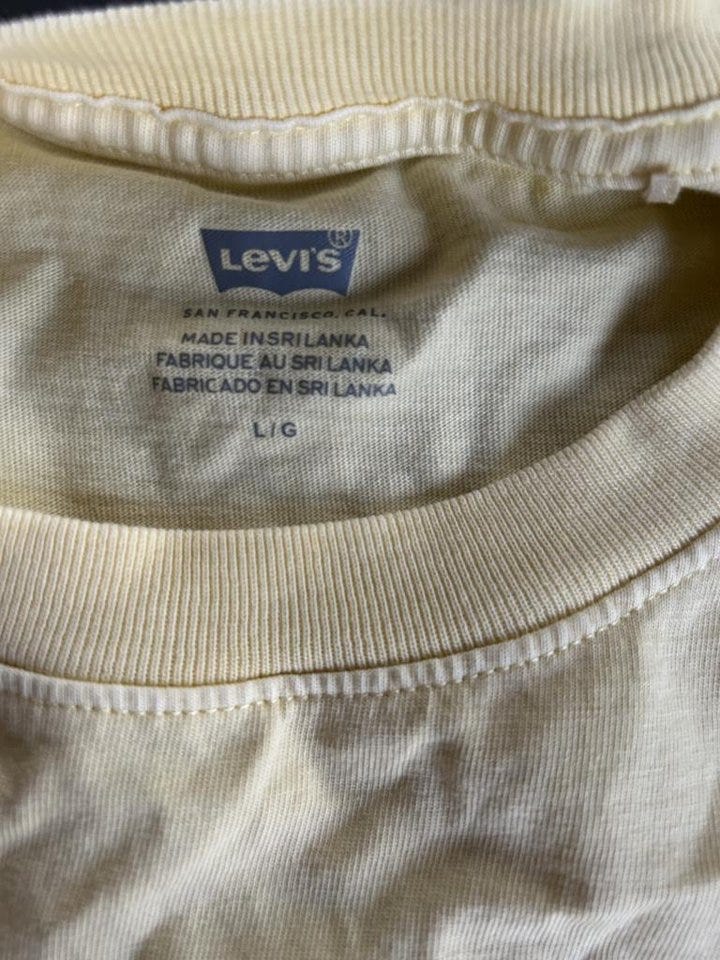 Levi's ®
SAN FRANCISCO, CAL.
MADE IN SRI LANKA
FABRIQUE AU SRI LANKA
FABRICADO EN SRI LANKA
L/G